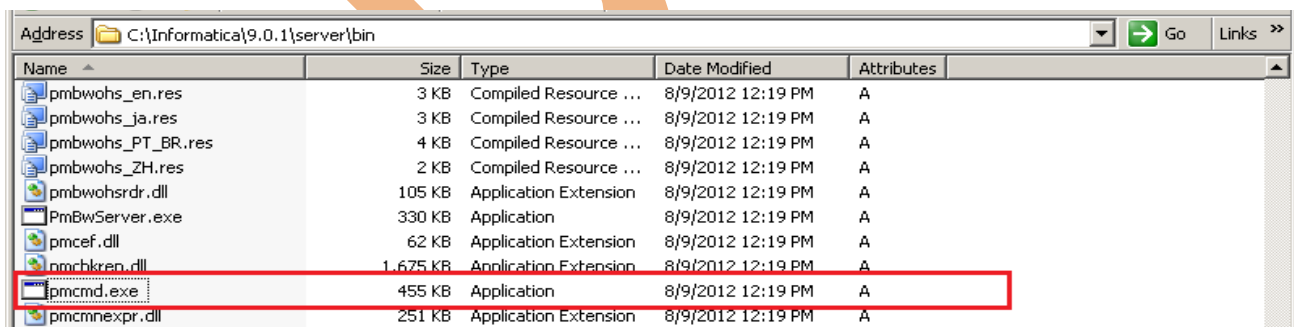 Address C:\Informatica\9.0.1\server\bin Go Links »
Name Size Type Date Modified Attributes
pmbwohs_en.res 3 KB Compiled Resource ... 8/9/2012 12:19 PM A
pmbwohs_ja.res 3 KB Compiled Resource ... 8/9/2012 12:19 PM A
pmbwohs_PT_BR.res 4 KB Compiled Resource ... 8/9/2012 12:19 PM A
pmbwohs_ZH.res 2 KB Compiled Resource ... 8/9/2012 12:19 PM A
pmbwohsrdr.dll 105 KB Application Extension 8/9/2012 12:19 PM A
PmBwServer.exe 330 KB Application 8/9/2012 12:19 PM A
pmcef.dll 62 KB Application Extension 8/9/2012 12:19 PM A
pmchkren.dll 1,675 KB Application Extension 8/9/2012 12:19 PM A
pmcmd.exe 455 KB Application 8/9/2012 12:19 PM A
pmcmnexpr.dll 251 KB Application Extension 8/9/2012 12:19 PM A